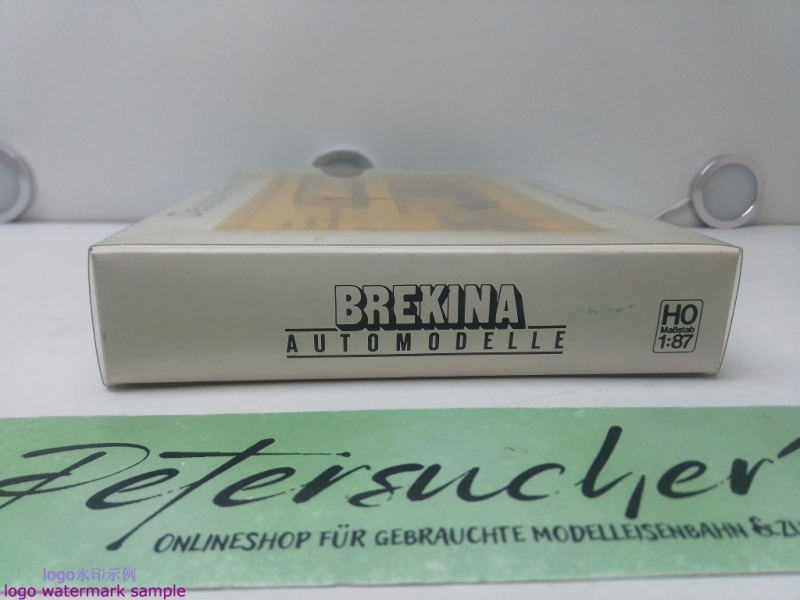 BREKINA
AUTOMODELLE
HO
Maßstab
1:87
Petersucher
ONLINESHOP FÜR GEBRAUCHTE MODELLEISENBAHN & ZU
logo水印示例
logo watermark sample